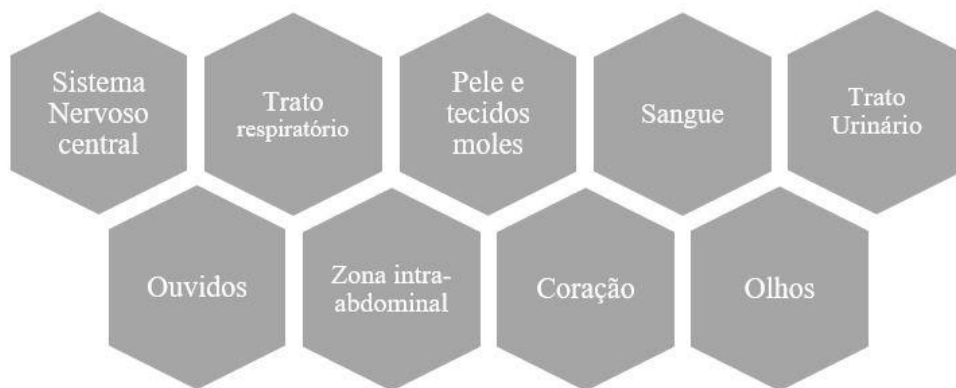 Sistema
Nervoso
central
Trato
respiratório
Pele e
tecidos
moles
Sangue
Trato
Urinário
Ouvidos
Zona intra-
abdominal
Coração
Olhos